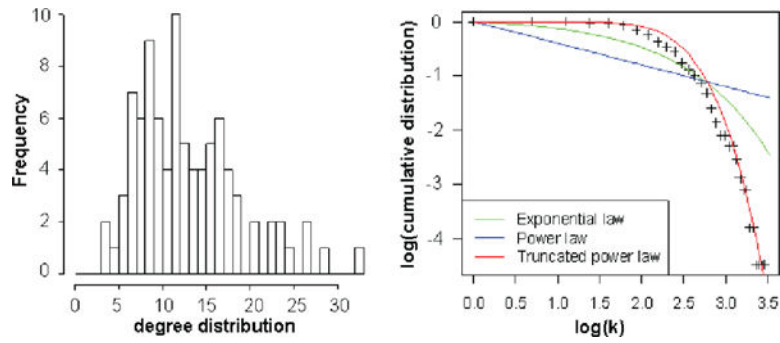 10
8
6
4
2
0
Frequency
0 5 10 15 20 25 30
degree distribution
0
-1
-2
-3
-4
log(cumulative distribution)
Exponential law
Power law
Truncated power law
0.0 0.5 1.0 1.5 2.0 2.5 3.0 3.5
log(k)